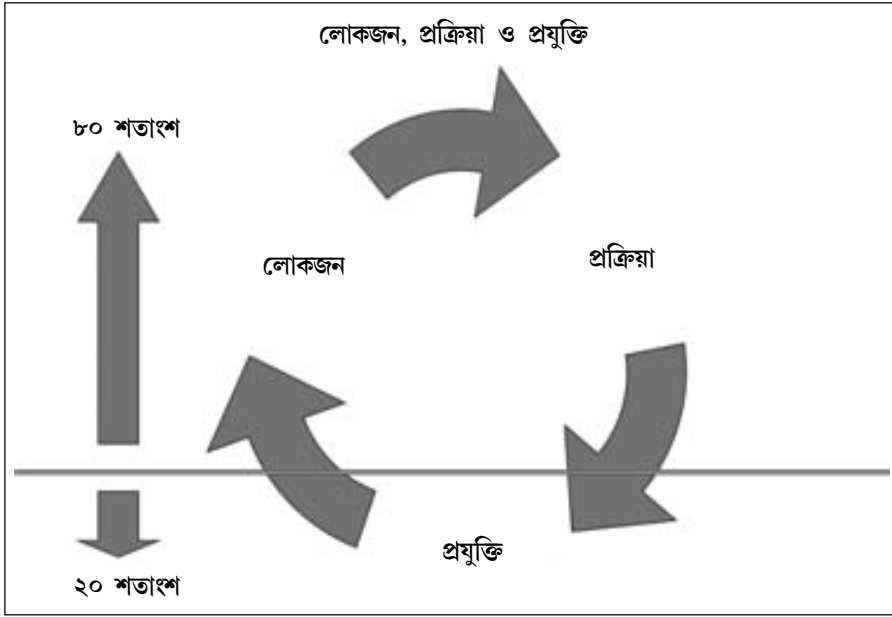 লোকজন, প্রক্রিয়া ও প্রযুক্তি
৮০ শতাংশ
লোকজন
প্রক্রিয়া
প্রযুক্তি
২০ শতাংশ